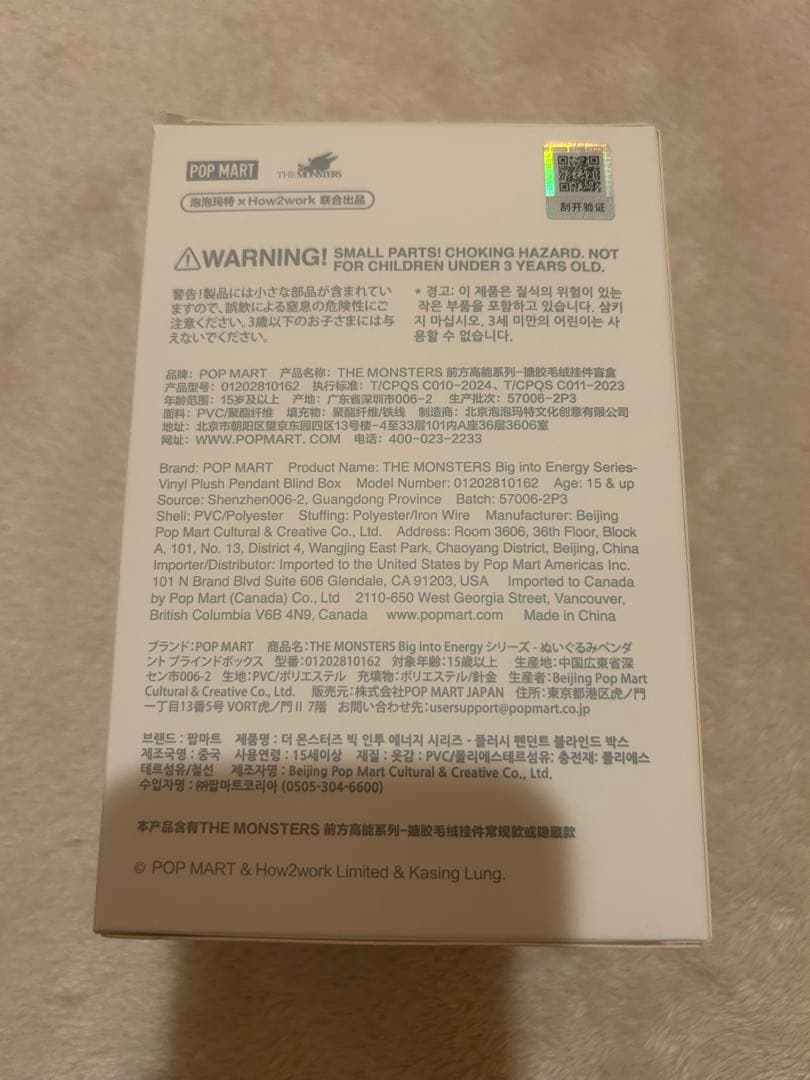 POP MART THE MONSTERS
泡泡玛特 x How2work 联合出品
刮开验证
WARNING! SMALL PARTS! CHOKING HAZARD. NOT
FOR CHILDREN UNDER 3 YEARS OLD.
警告!製品には小さな部品が含まれてい
ますので、誤飲による窒息の危険性にご
注意ください。3歳以下のお子さまには与
えないでください。
* 경고: 이 제품은 질식의 위험이 있는
작은 부품을 포함하고 있습니다. 삼키
지 마십시오. 3세 미만의 어린이는 사
용할 수 없습니다.
品牌: POP MART 产品名称: THE MONSTERS 前方高能系列-搪胶毛绒挂件盲盒
产品型号: 01202810162 执行标准: T/CPQS C010-2024、T/CPQS C011-2023
年龄范围: 15岁及以上 产地: 广东省深圳市006-2 生产批次: 57006-2P3
面料: PVC/聚酯纤维 填充物: 聚酯纤维/铁线 制造商: 北京泡泡玛特文化创意有限公司
地址: 北京市朝阳区望京东园四区13号楼-4至33层101内A座36层3606室
网址: WWW.POPMART. COM 电话: 400-023-2233
Brand: POP MART Product Name: THE MONSTERS Big into Energy Series-
Vinyl Plush Pendant Blind Box Model Number: 01202810162 Age: 15 & up
Source: Shenzhen006-2, Guangdong Province Batch: 57006-2P3
Shell: PVC/Polyester Stuffing: Polyester/Iron Wire Manufacturer: Beijing
Pop Mart Cultural & Creative Co., Ltd. Address: Room 3606, 36th Floor, Block
A, 101, No. 13, District 4, Wangjing East Park, Chaoyang District, Beijing, China
Importer/Distributor: Imported to the United States by Pop Mart Americas Inc.
101 N Brand Blvd Suite 606 Glendale, CA 91203, USA Imported to Canada
by Pop Mart (Canada) Co., Ltd 2110-650 West Georgia Street, Vancouver,
British Columbia V6B 4N9, Canada www.popmart.com Made in China
ブランド:POP MART 商品名:THE MONSTERS Big into Energy シリーズ - ぬいぐるみペンダ
ント ブラインドボックス 型番:01202810162 対象年齢:15歳以上 生産地:中国広東省深
セン市006-2 生地:PVC/ポリエステル 充填物:ポリエステル/針金 生産者:Beijing Pop Mart
Cultural & Creative Co., Ltd. 販売元:株式会社POP MART JAPAN 住所:東京都港区虎ノ門
一丁目13番5号 VORT虎ノ門Ⅱ 7階 お問い合わせ先:usersupport@popmart.co.jp
브랜드 : 팝마트 제품명 : 더 몬스터즈 빅 인투 에너지 시리즈 - 플러시 펜던트 블라인드 박스
제조국명 : 중국 사용연령 : 15세이상 재질 : 옷감 : PVC/폴리에스테르섬유; 충전재: 폴리에스
테르섬유/철선 제조자명 : Beijing Pop Mart Cultural & Creative Co., Ltd.
수입자명 : ㈜팝마트코리아 (0505-304-6600)
本产品含有THE MONSTERS 前方高能系列-搪胶毛绒挂件常规款或隐藏款
© POP MART & How2work Limited & Kasing Lung.